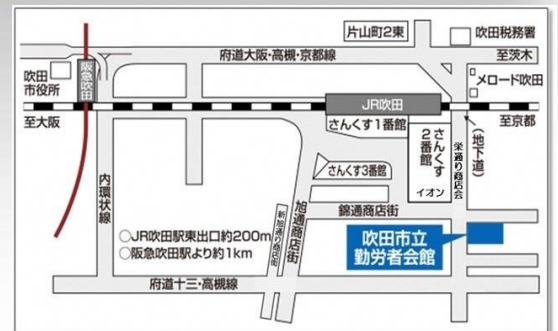 片山町2東
吹田税務署
府道大阪・高槻・京都線
至茨木
吹田
市役所
阪急吹田
メロード吹田
JR吹田
至大阪
至京都
さんくす1番館
(地下道)
さんくす
2番館
栄通り商店会
さんくす3番館
イオン
内環状線
旭通商店街
新旭通り商店街
錦通商店街
○JR吹田駅東出口約200m
○阪急吹田駅より約1km
吹田市立
勤労者会館
府道十三・高槻線